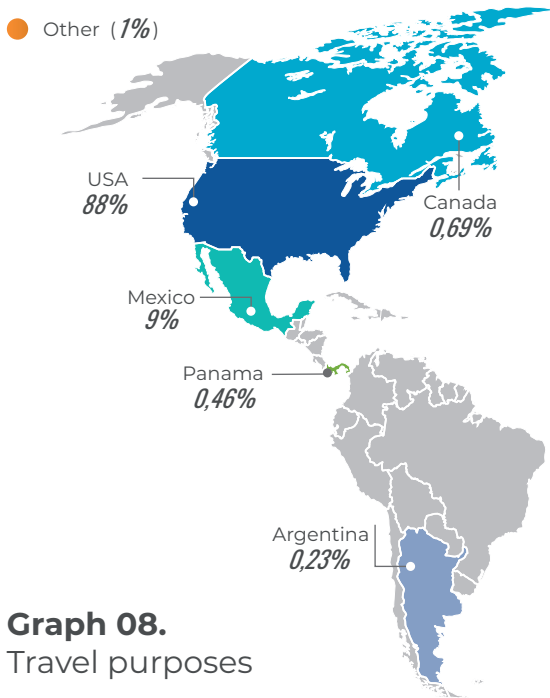 Other (1%)
USA
88%
Canada
0,69%
Mexico
9%
Panama
0,46%
Argentina
0,23%
Graph 08.
Travel purposes